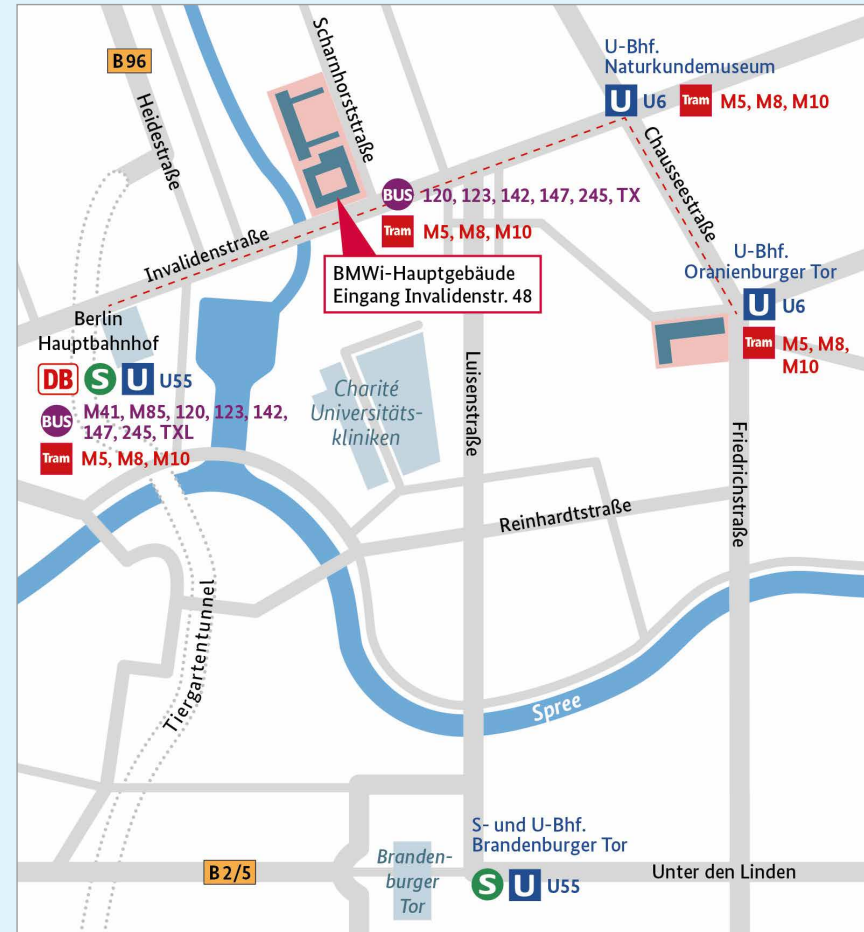 B 96
Heidestraße
Scharnhorststraße
U-Bhf.
Naturkundemuseum
U U6 Tram M5, M8, M10
Chausseestraße
BUS 120, 123, 142, 147, 245, TX
Tram M5, M8, M10
Invalidenstraße
BMWi-Hauptgebäude
Eingang Invalidenstr. 48
U-Bhf.
Oranienburger Tor
U U6
Tram M5, M8,
M10
Berlin
Hauptbahnhof
DB S U U55
BUS M41, M85, 120, 123, 142,
147, 245, TXL
Tram M5, M8, M10
Charité
Universitäts-
kliniken
Luisenstraße
Friedrichstraße
Reinhardtstraße
Tiergartentunnel
Spree
S- und U-Bhf.
Brandenburger Tor
S U U55
Branden-
burger
Tor
B 2/5
Unter den Linden